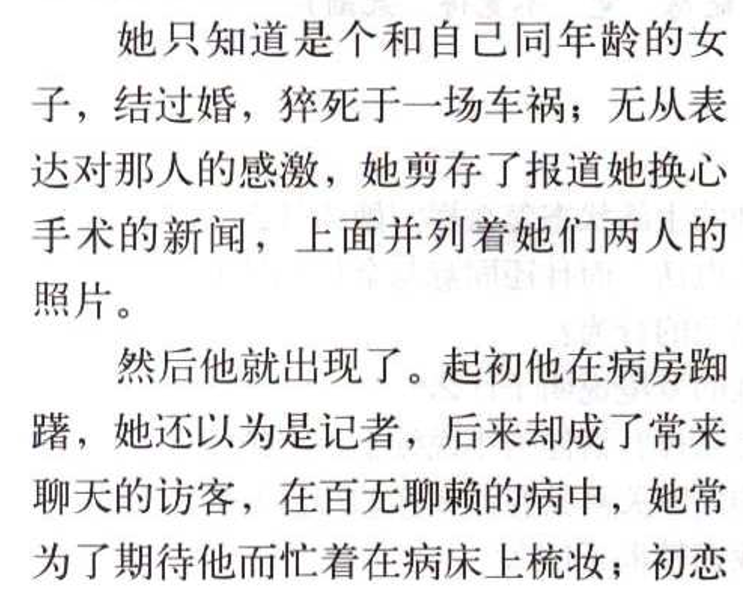 她只知道是个和自己同年龄的女
子，结过婚，猝死于一场车祸；无从表
达对那人的感激，她剪存了报道她换心
手术的新闻，上面并列着她们两人的
照片。
然后他就出现了。起初他在病房踟
躇，她还以为是记者，后来却成了常来
聊天的访客，在百无聊赖的病中，她常
为了期待他而忙着在病床上梳妆；初恋